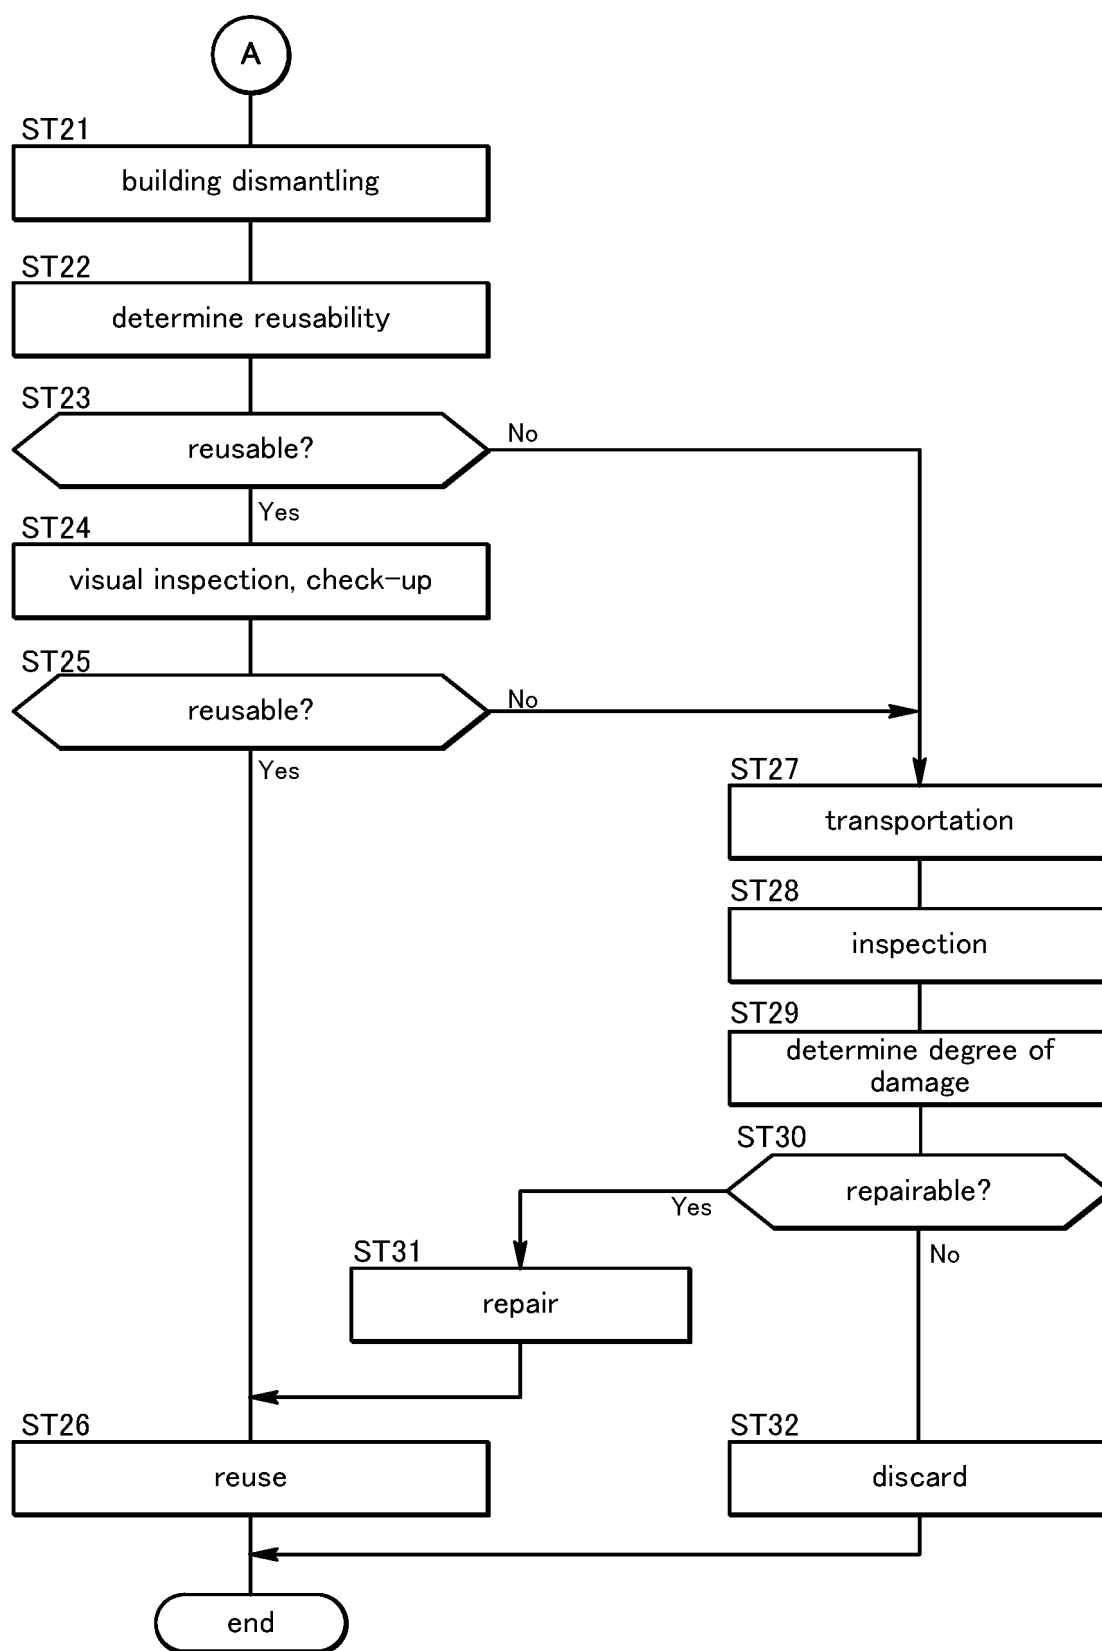 A
ST21
building dismantling
ST22
determine reusability
ST23
reusable?
No
Yes
ST24
visual inspection, check-up
ST25
reusable?
No
Yes
ST27
transportation
ST28
inspection
ST29
determine degree of
damage
ST30
repairable?
Yes
No
ST31
repair
ST26
reuse
ST32
discard
end